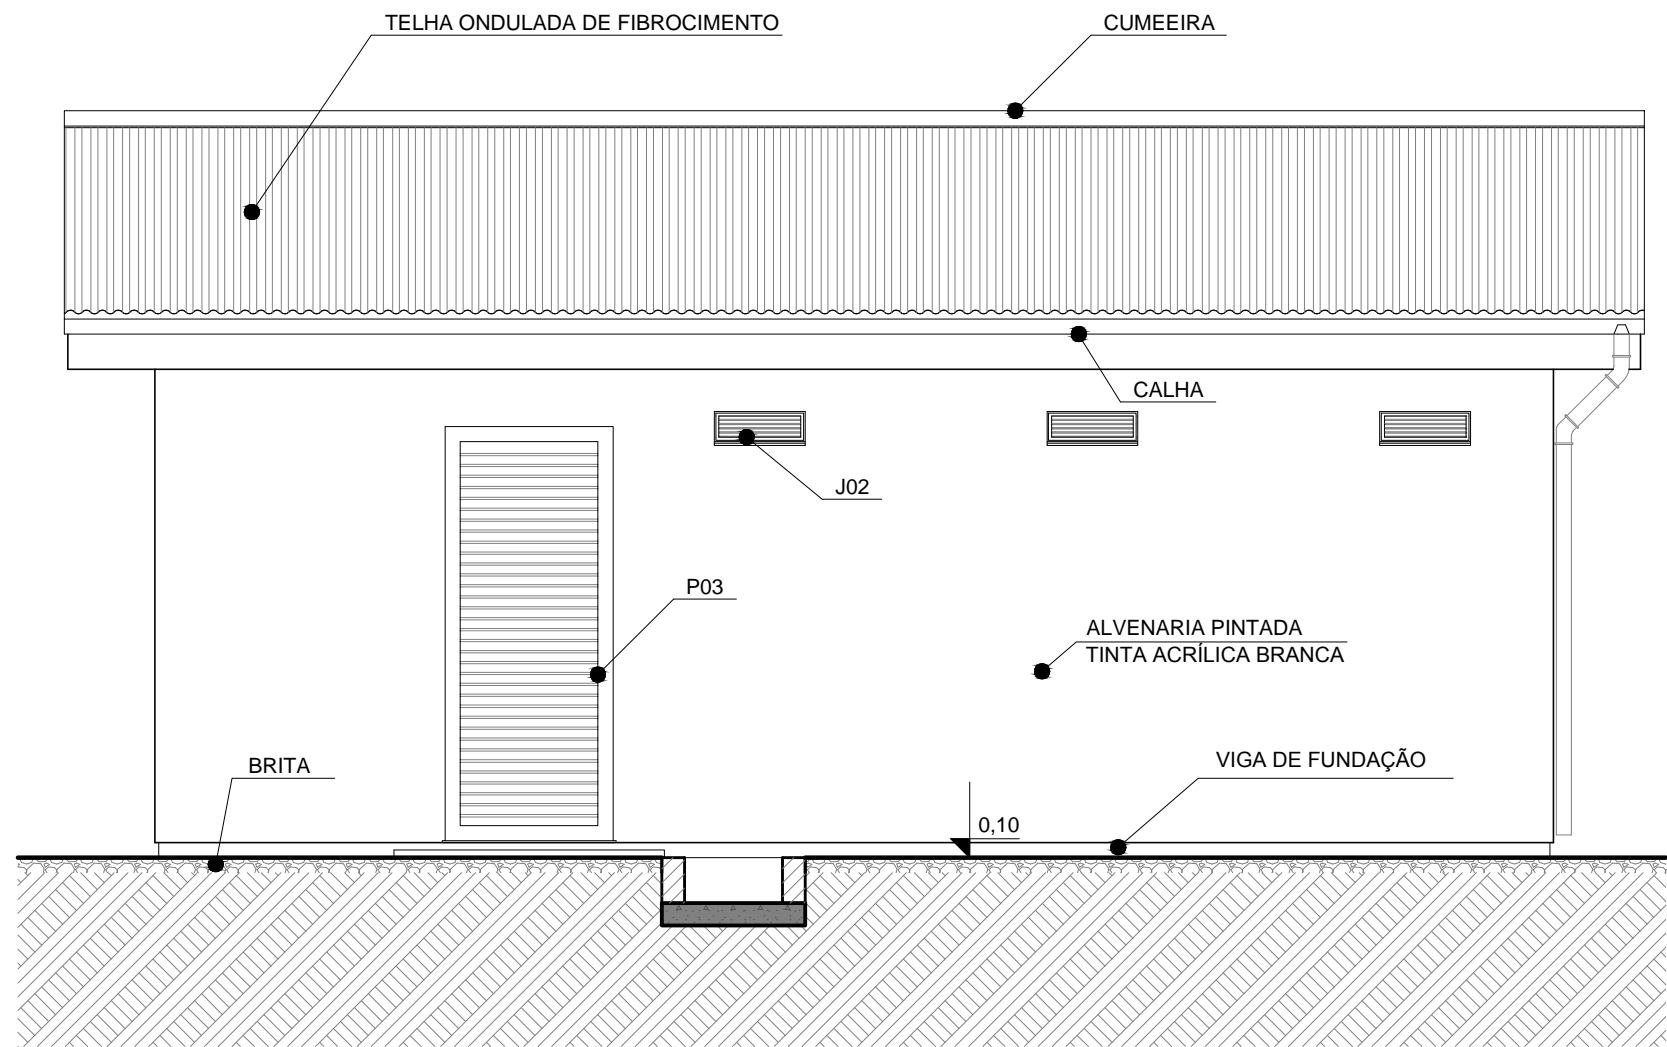 TELHA ONDULADA DE FIBROCIMENTO
CUMEEIRA
CALHA
J02
P03
ALVENARIA PINTADA
TINTA ACRÍLICA BRANCA
BRITA
VIGA DE FUNDAÇÃO
0,10